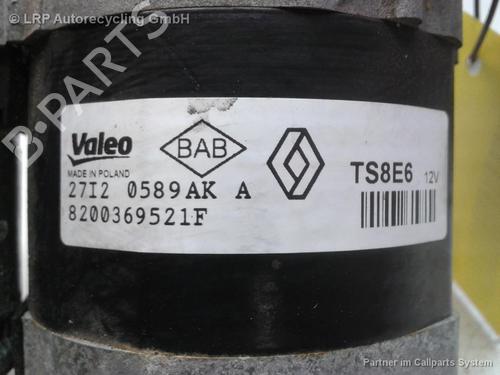 © LRP Autorecycling GmbH
B-PARTS
Valeo
MADE IN POLAND
BAB
TS8E6 12V
27I2 0589AK A
8200369521F
Partner im Callparts System